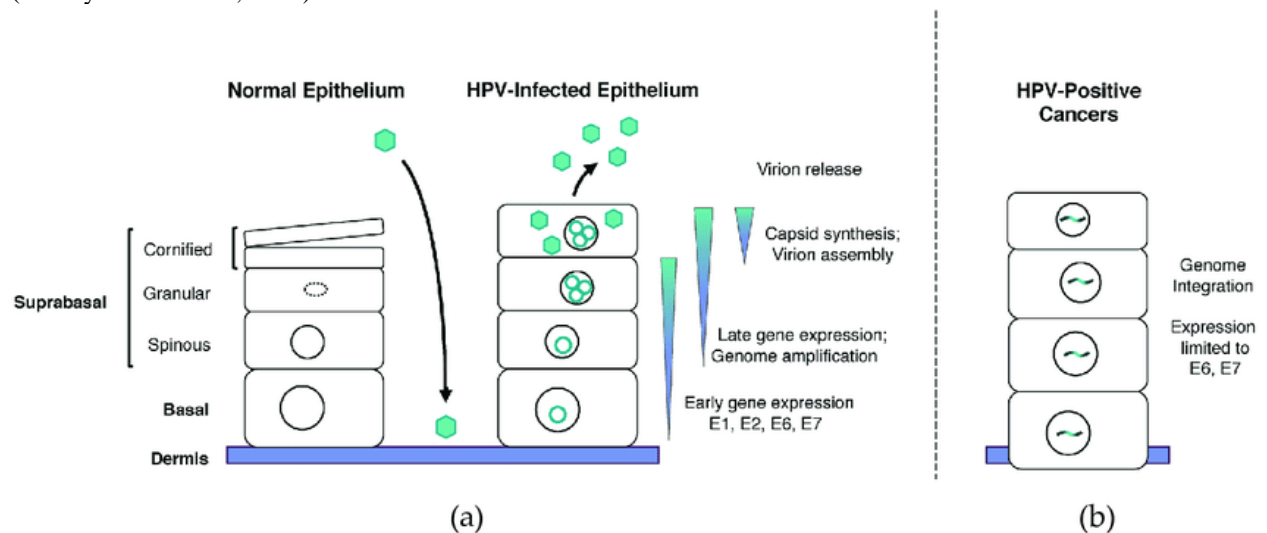 Normal Epithelium
HPV-Infected Epithelium
Virion release
Capsid synthesis;
Virion assembly
Cornified
Granular
Suprabasal
Spinous
Late gene expression;
Genome amplification
Basal
Early gene expression
E1, E2, E6, E7
Dermis
(a)
HPV-Positive
Cancers
Genome
Integration
Expression
limited to
E6, E7
(b)